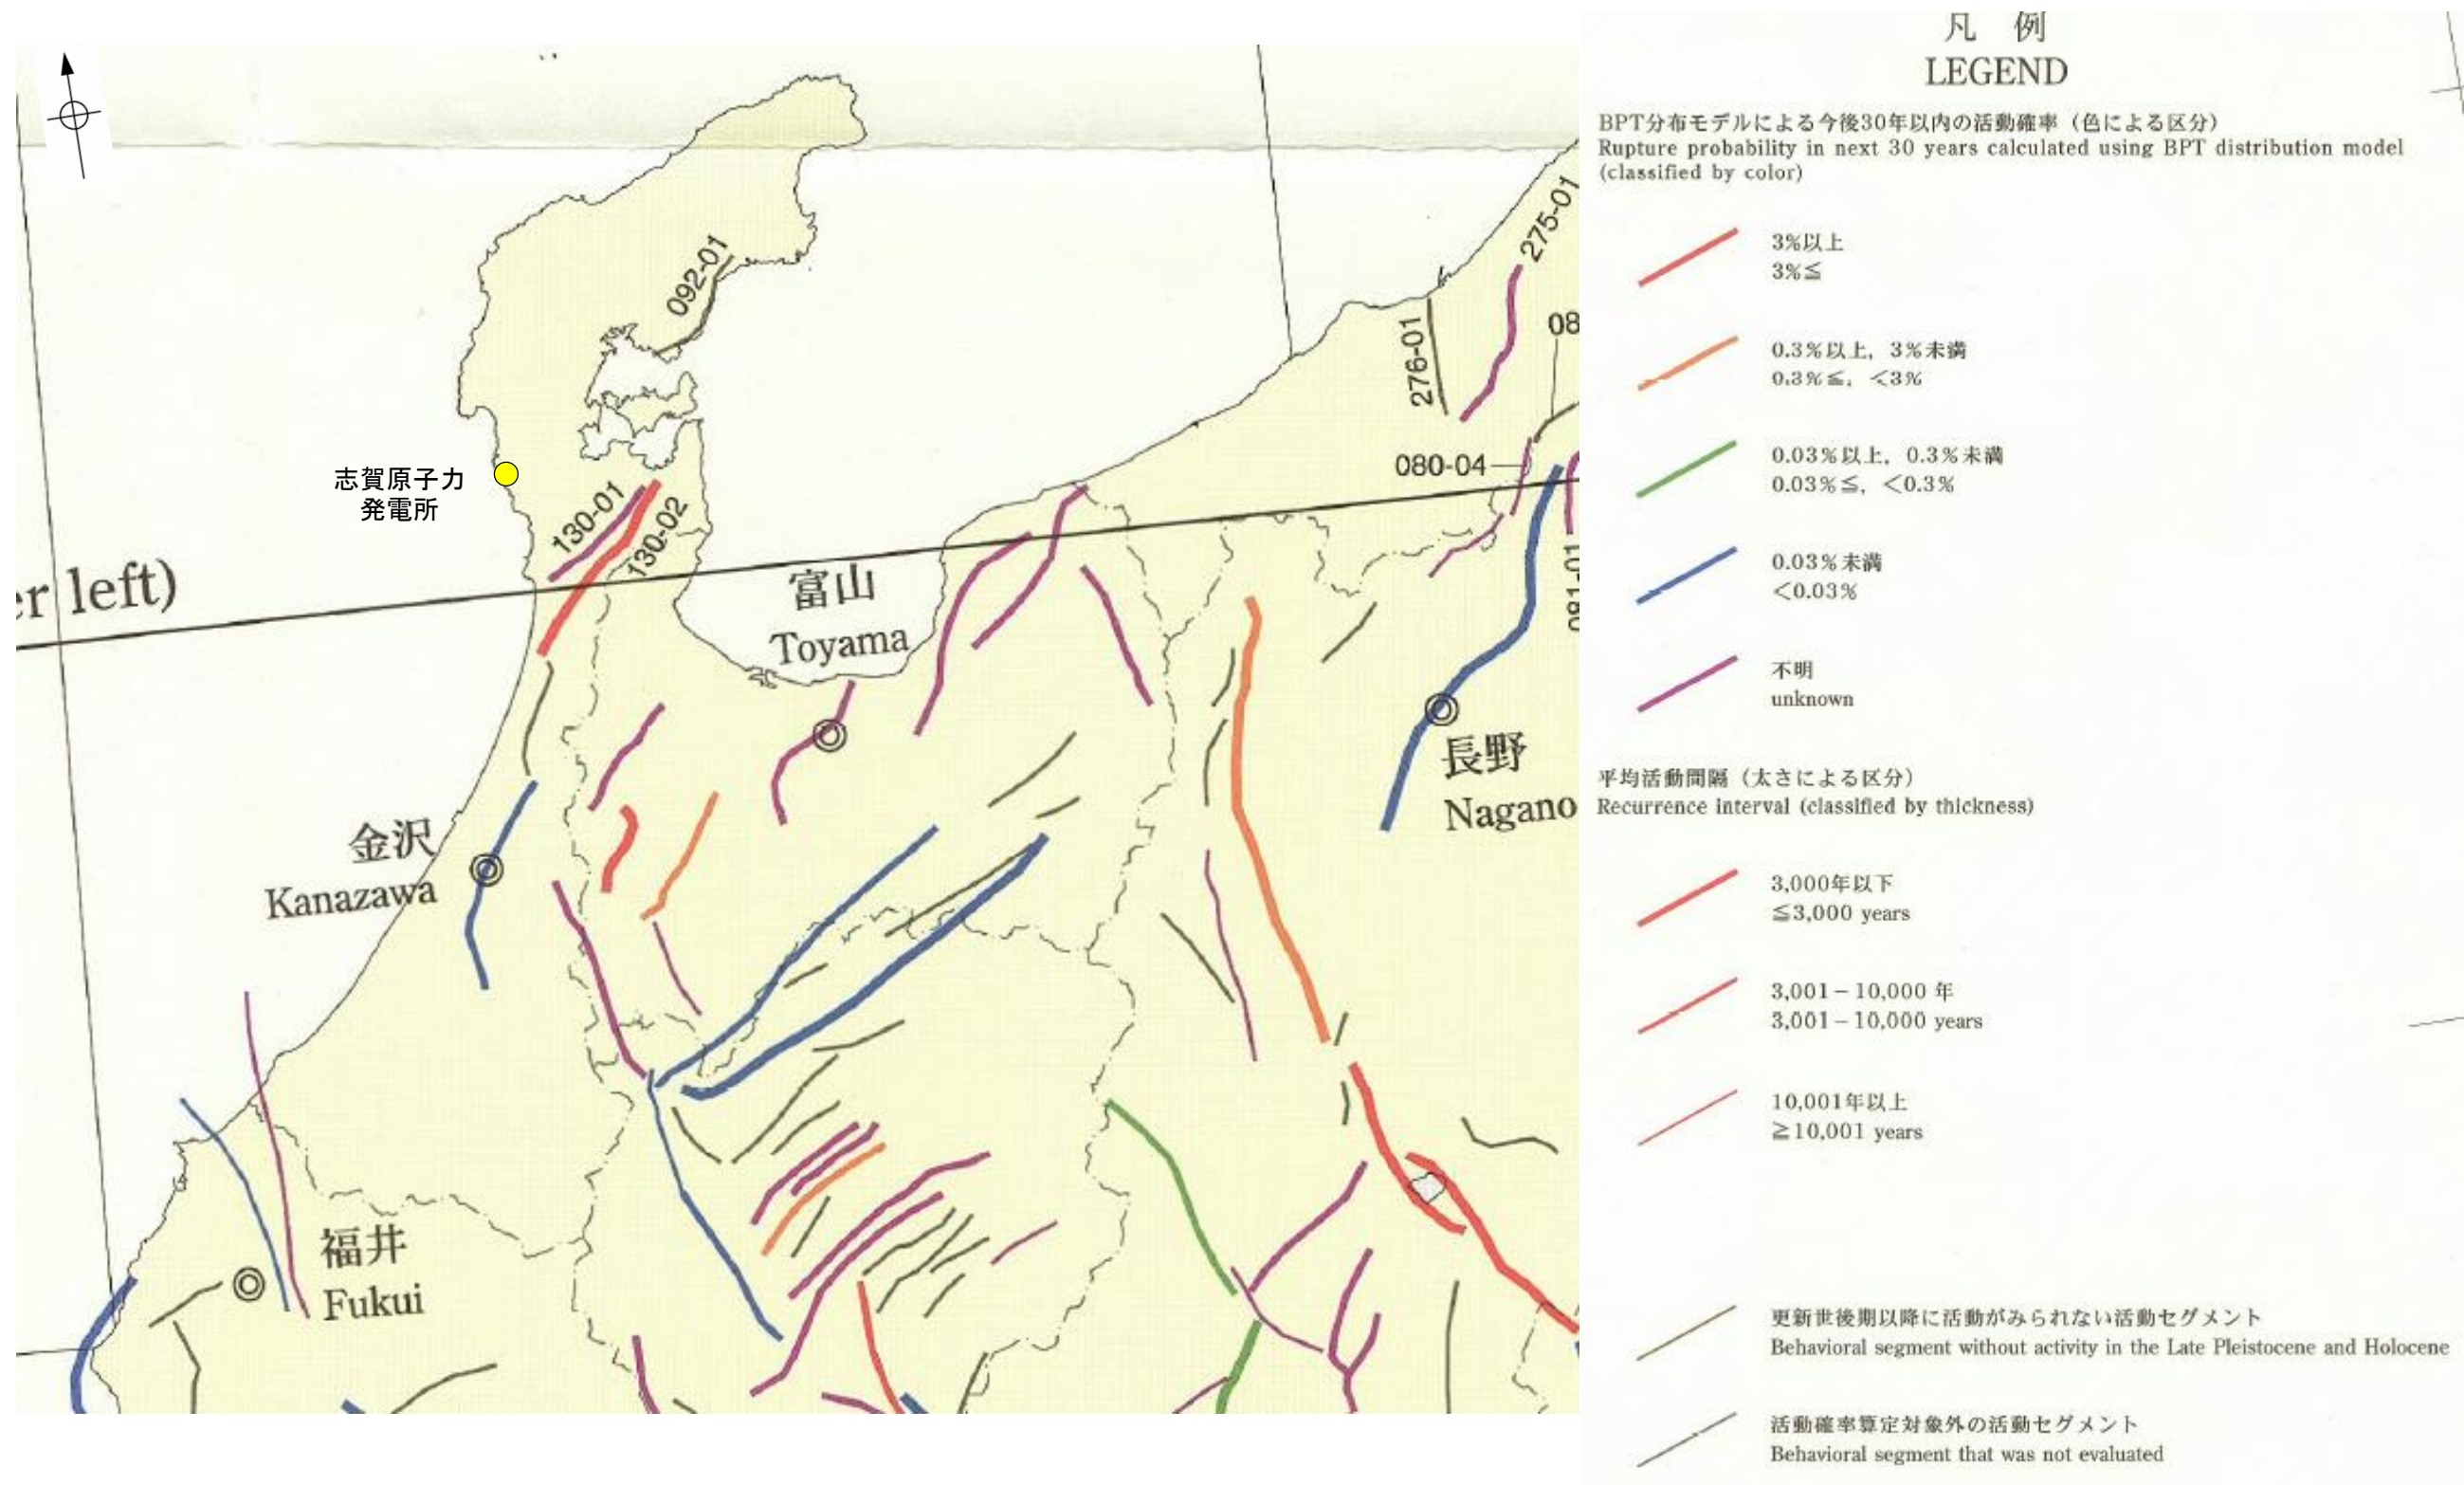 092-01
275-01
276-01
08
080-04
志賀原子力
発電所
130-01
130-02
er left)
081-01
富山
Toyama
長野
Nagano
金沢
Kanazawa
福井
Fukui
凡 例
LEGEND
BPT分布モデルによる今後30年以内の活動確率（色による区分）
Rupture probability in next 30 years calculated using BPT distribution model
(classified by color)
3%以上
3%≦
0.3%以上，3%未満
0.3%≦，＜3%
0.03%以上，0.3%未満
0.03%≦，＜0.3%
0.03%未満
＜0.03%
不明
unknown
平均活動間隔（太さによる区分）
Recurrence interval (classified by thickness)
3,000年以下
≦3,000 years
3,001－10,000 年
3,001－10,000 years
10,001年以上
≧10,001 years
更新世後期以降に活動がみられない活動セグメント
Behavioral segment without activity in the Late Pleistocene and Holocene
活動確率算定対象外の活動セグメント
Behavioral segment that was not evaluated